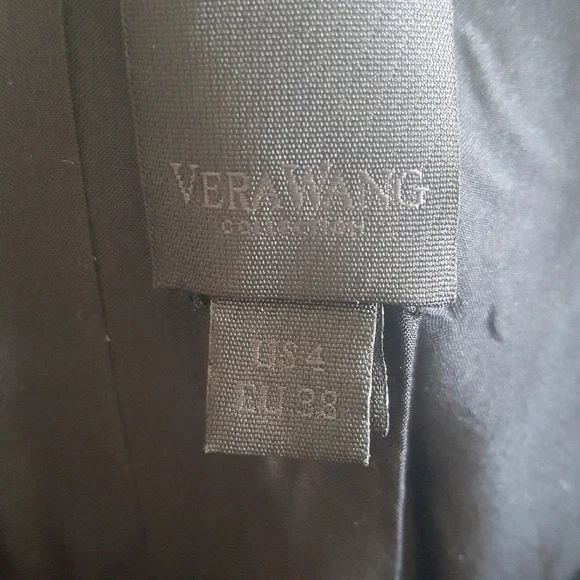 VERA WANG
COLLECTION
US 4
EU 38